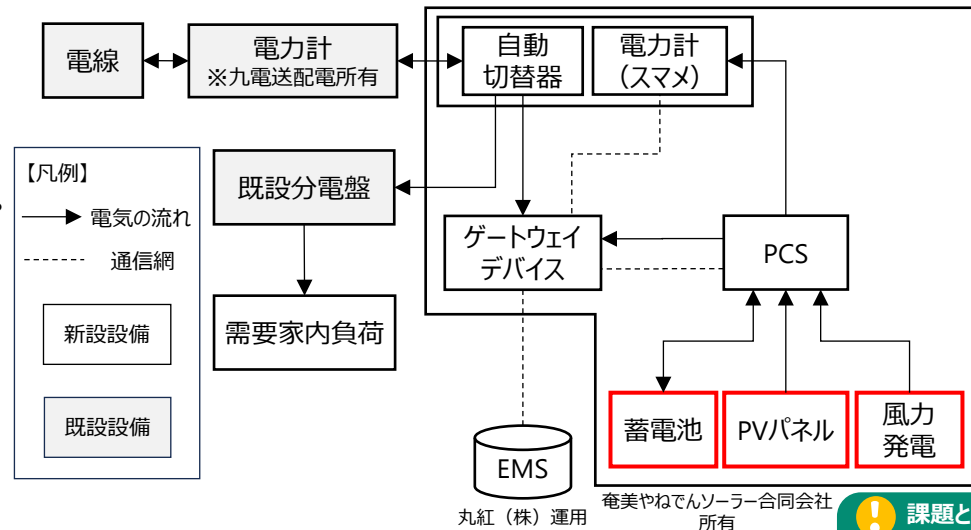 電線
電力計
※九電送配電所有
自動
切替器
電力計
(スマメ)
【凡例】
電気の流れ
通信網
新設設備
既設設備
既設分電盤
需要家内負荷
ゲートウェイ
デバイス
PCS
蓄電池
PVパネル
風力
発電
EMS
丸紅（株）運用
奄美やねでんソーラー合同会社
所有
課題と